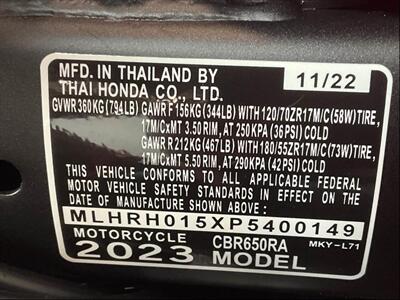 MADE IN THAILAND BY
THAI HONDA CO., LTD.
11/22
GVWR 360KG(794LB) GAWR F 156KG(344LB) WITH 120/70ZR17M/C(58W)TIRE,
17M/CxMT 3.50 RIM, AT 250KPA (36PSI) COLD
GAWR R 212KG(467LB) WITH 180/55ZR17M/C(73W)TIRE,
17M/CxMT 5.50 RIM, AT 290KPA (42PSI) COLD
THIS VEHICLE CONFORMS TO ALL APPLICABLE FEDERAL
MOTOR VEHICLE SAFETY STANDARDS IN EFFECT ON THE
DATE OF MANUFACTURE SHOWN ABOVE.
MLHRH015XP5400149
MOTORCYCLE CBR650RA MKY-L71
2023 MODEL